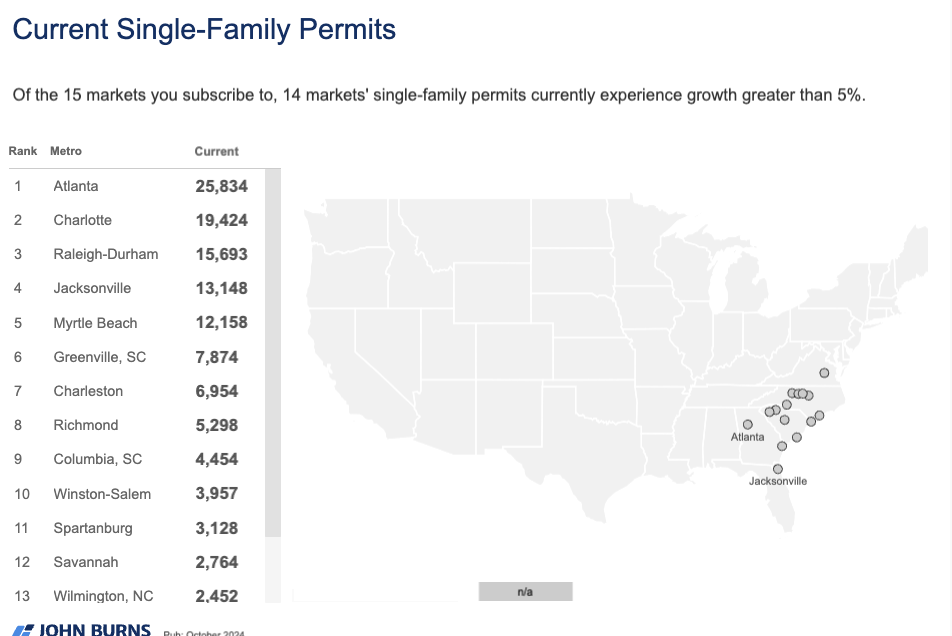 Current Single-Family Permits
Of the 15 markets you subscribe to, 14 markets' single-family permits currently experience growth greater than 5%.
Rank Metro Current
1 Atlanta 25,834
2 Charlotte 19,424
3 Raleigh-Durham 15,693
4 Jacksonville 13,148
5 Myrtle Beach 12,158
6 Greenville, SC 7,874
7 Charleston 6,954
8 Richmond 5,298
9 Columbia, SC 4,454
10 Winston-Salem 3,957
11 Spartanburg 3,128
12 Savannah 2,764
13 Wilmington, NC 2,452
Atlanta
Jacksonville
n/a
JOHN BURNS Pub: October 2024